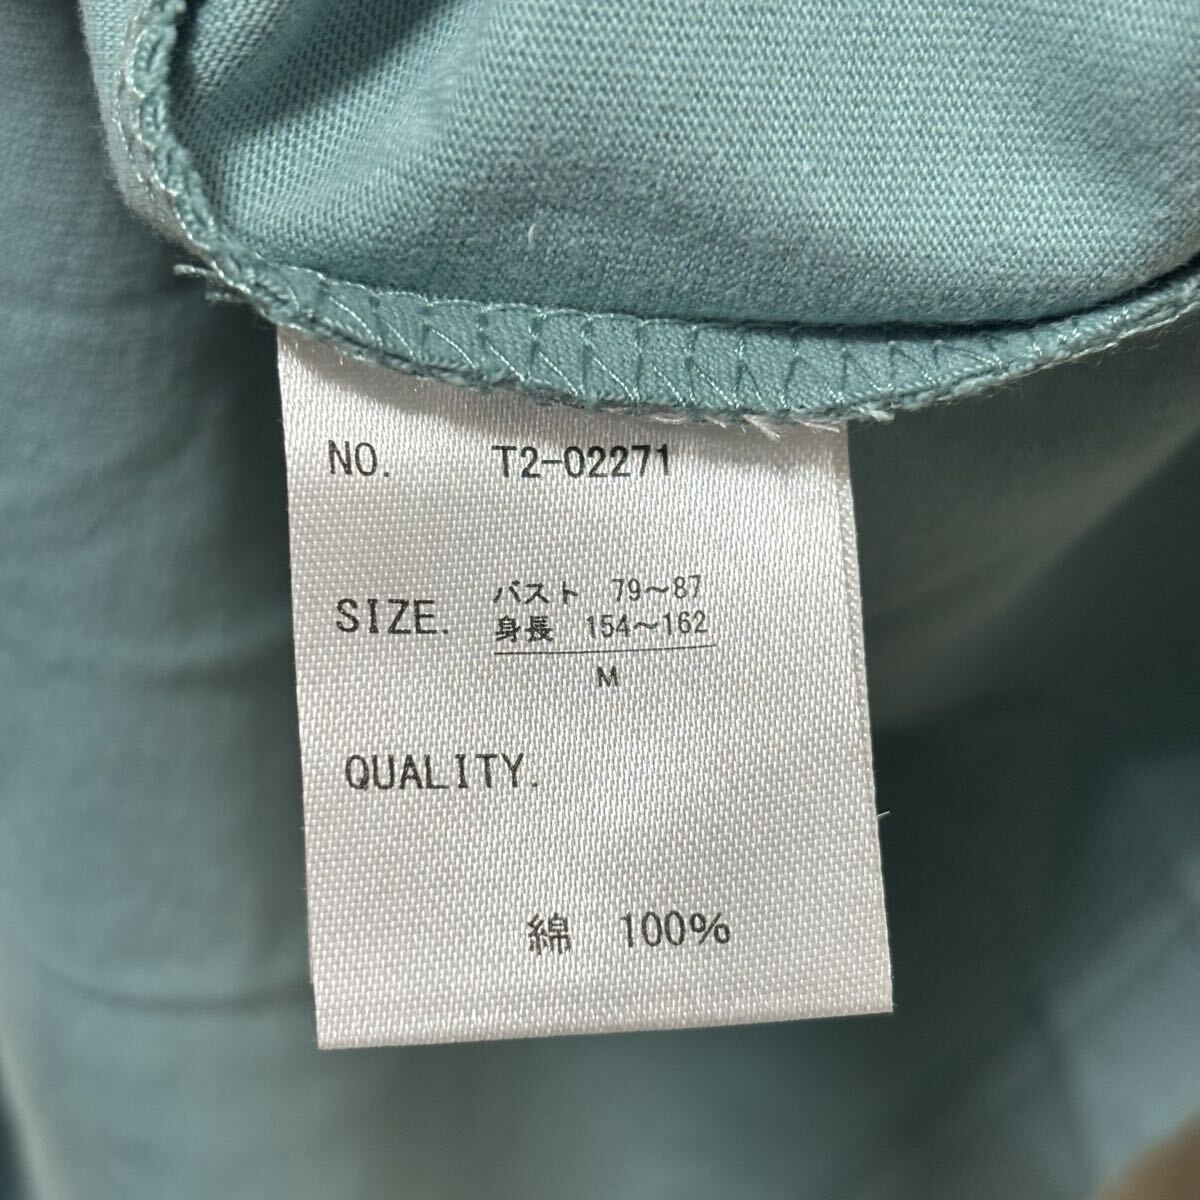 NO. T2-02271
バスト 79〜87
SIZE. 身長 154〜162
M
QUALITY.
綿 100%